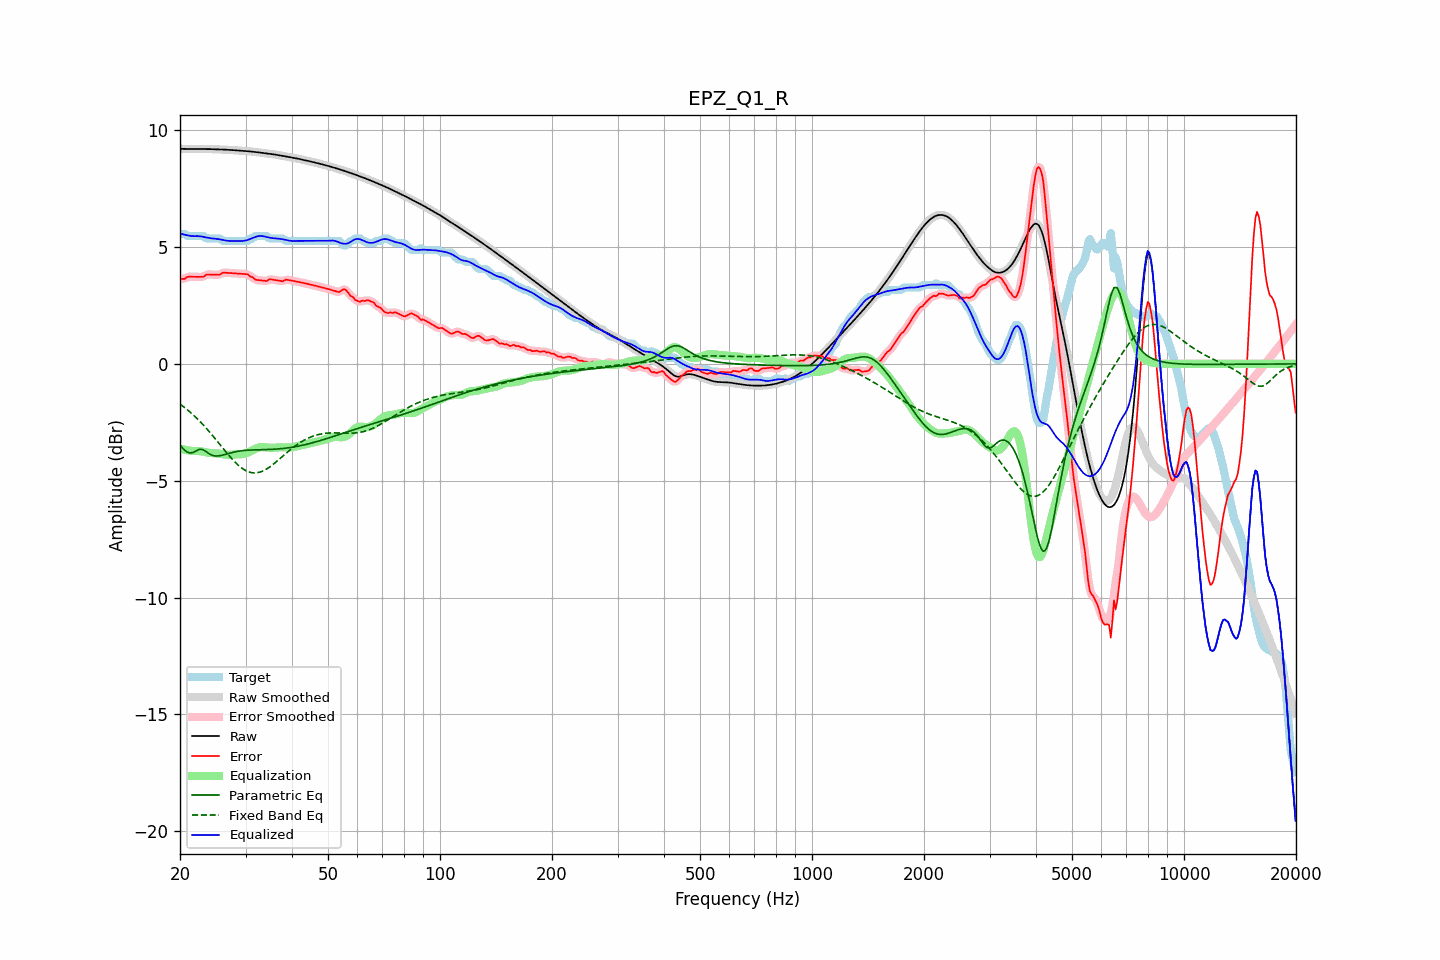 EPZ_Q1_R
10
5
0
−5
−10
−15
−20
Amplitude (dBr)
Target
Raw Smoothed
Error Smoothed
Raw
Error
Equalization
Parametric Eq
Fixed Band Eq
Equalized
20 50 100 200 500 1000 2000 5000 10000 20000
Frequency (Hz)